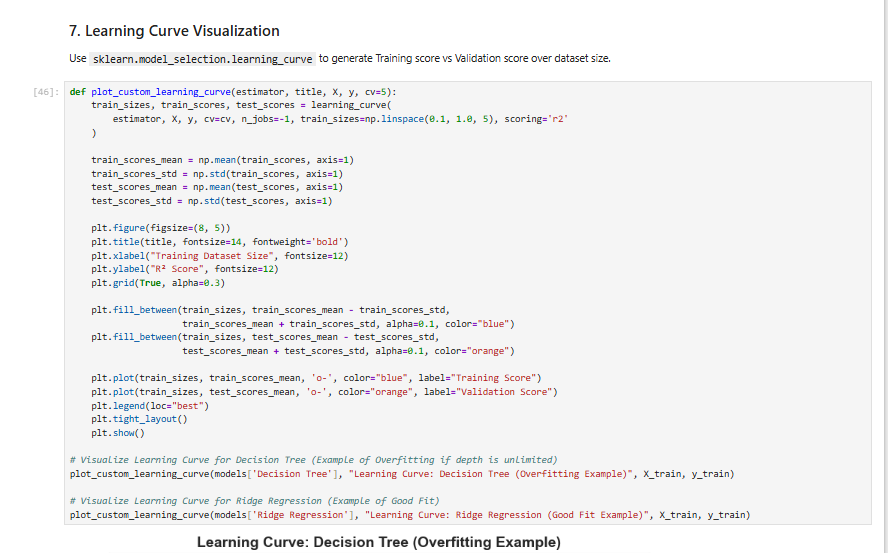 7. Learning Curve Visualization
Use sklearn.model_selection.learning_curve to generate Training score vs Validation score over dataset size.
[46]: def plot_custom_learning_curve(estimator, title, X, y, cv=5):
    train_sizes, train_scores, test_scores = learning_curve(
        estimator, X, y, cv=cv, n_jobs=-1, train_sizes=np.linspace(0.1, 1.0, 5), scoring='r2'
    )

    train_scores_mean = np.mean(train_scores, axis=1)
    train_scores_std = np.std(train_scores, axis=1)
    test_scores_mean = np.mean(test_scores, axis=1)
    test_scores_std = np.std(test_scores, axis=1)

    plt.figure(figsize=(8, 5))
    plt.title(title, fontsize=14, fontweight='bold')
    plt.xlabel("Training Dataset Size", fontsize=12)
    plt.ylabel("R² Score", fontsize=12)
    plt.grid(True, alpha=0.3)

    plt.fill_between(train_sizes, train_scores_mean - train_scores_std,
                     train_scores_mean + train_scores_std, alpha=0.1, color="blue")
    plt.fill_between(train_sizes, test_scores_mean - test_scores_std,
                     test_scores_mean + test_scores_std, alpha=0.1, color="orange")

    plt.plot(train_sizes, train_scores_mean, 'o-', color="blue", label="Training Score")
    plt.plot(train_sizes, test_scores_mean, 'o-', color="orange", label="Validation Score")
    plt.legend(loc="best")
    plt.tight_layout()
    plt.show()

# Visualize Learning Curve for Decision Tree (Example of Overfitting if depth is unlimited)
plot_custom_learning_curve(models['Decision Tree'], "Learning Curve: Decision Tree (Overfitting Example)", X_train, y_train)

# Visualize Learning Curve for Ridge Regression (Example of Good Fit)
plot_custom_learning_curve(models['Ridge Regression'], "Learning Curve: Ridge Regression (Good Fit Example)", X_train, y_train)
Learning Curve: Decision Tree (Overfitting Example)